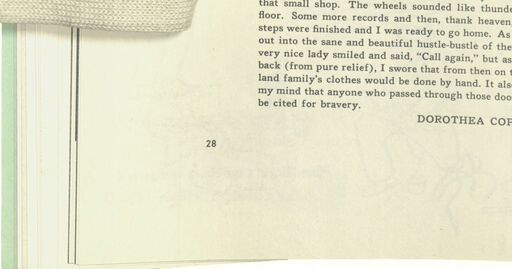 that small shop. The wheels sounded like thunde
floor. Some more records and then, thank heaven,
steps were finished and I was ready to go home. As
out into the sane and beautiful hustle-bustle of the
very nice lady smiled and said, "Call again," but as
back (from pure relief), I swore that from then on t
land family's clothes would be done by hand. It also
my mind that anyone who passed through those doo
be cited for bravery.
DOROTHEA COP
28